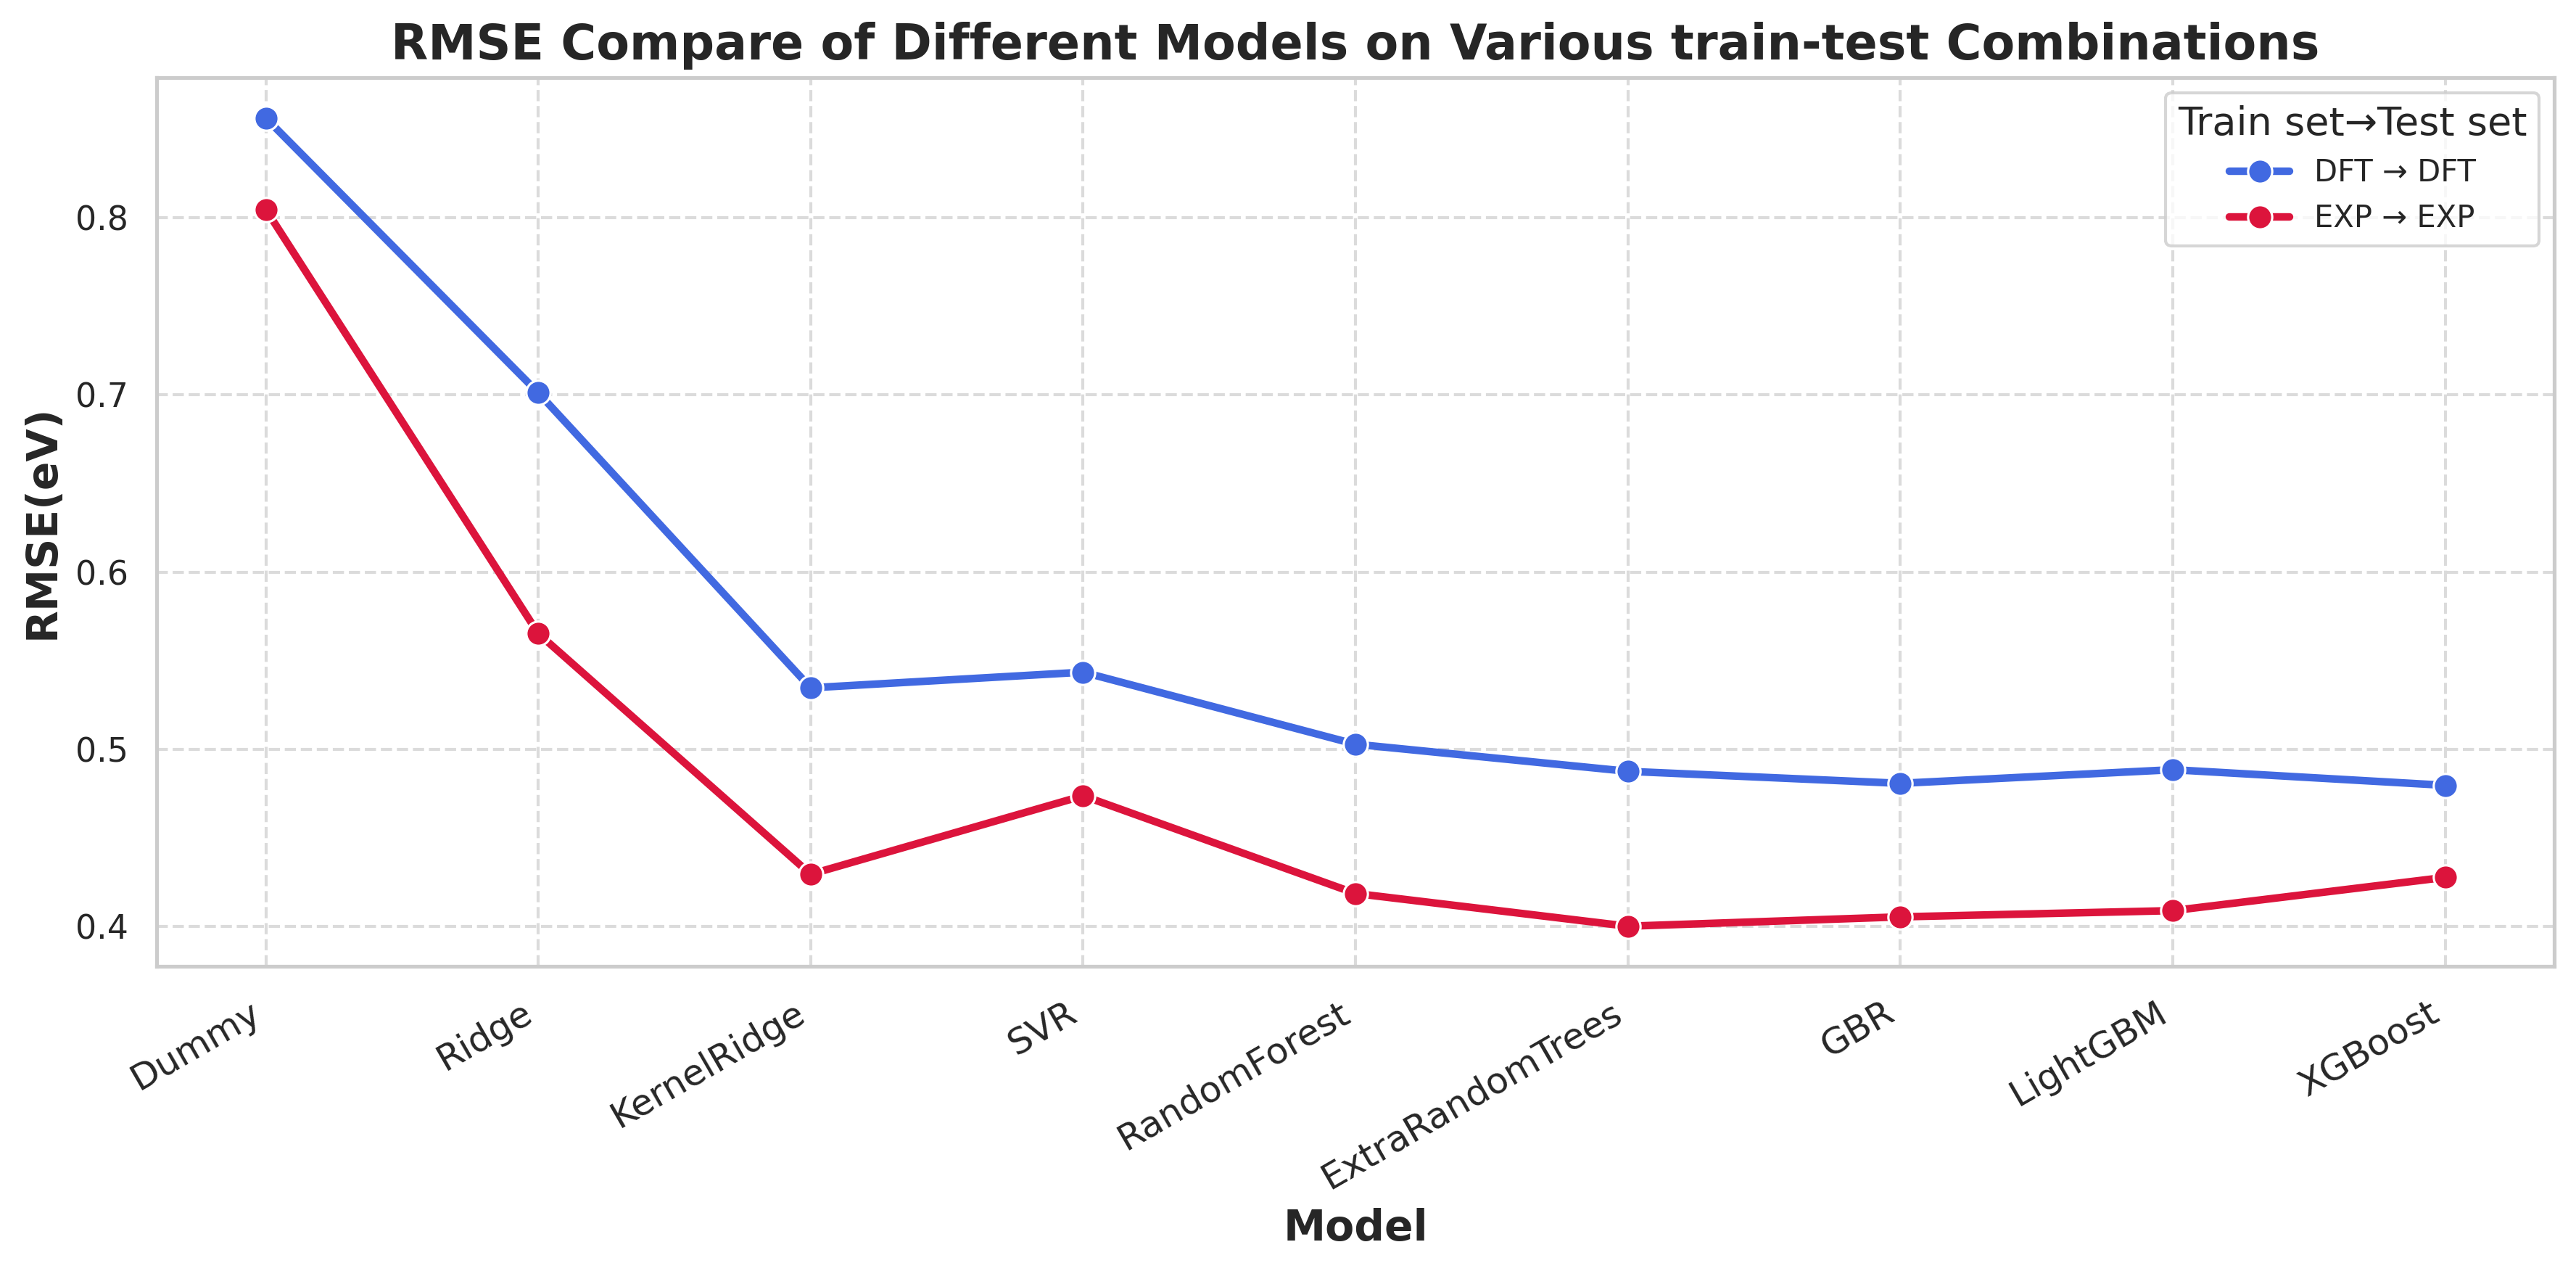 RMSE Compare of Different Models on Various train-test Combinations
Train set→Test set
DFT → DFT
EXP → EXP
RMSE(eV)
0.8
0.7
0.6
0.5
0.4
Dummy
Ridge
KernelRidge
SVR
RandomForest
ExtraRandomTrees
GBR
LightGBM
XGBoost
Model